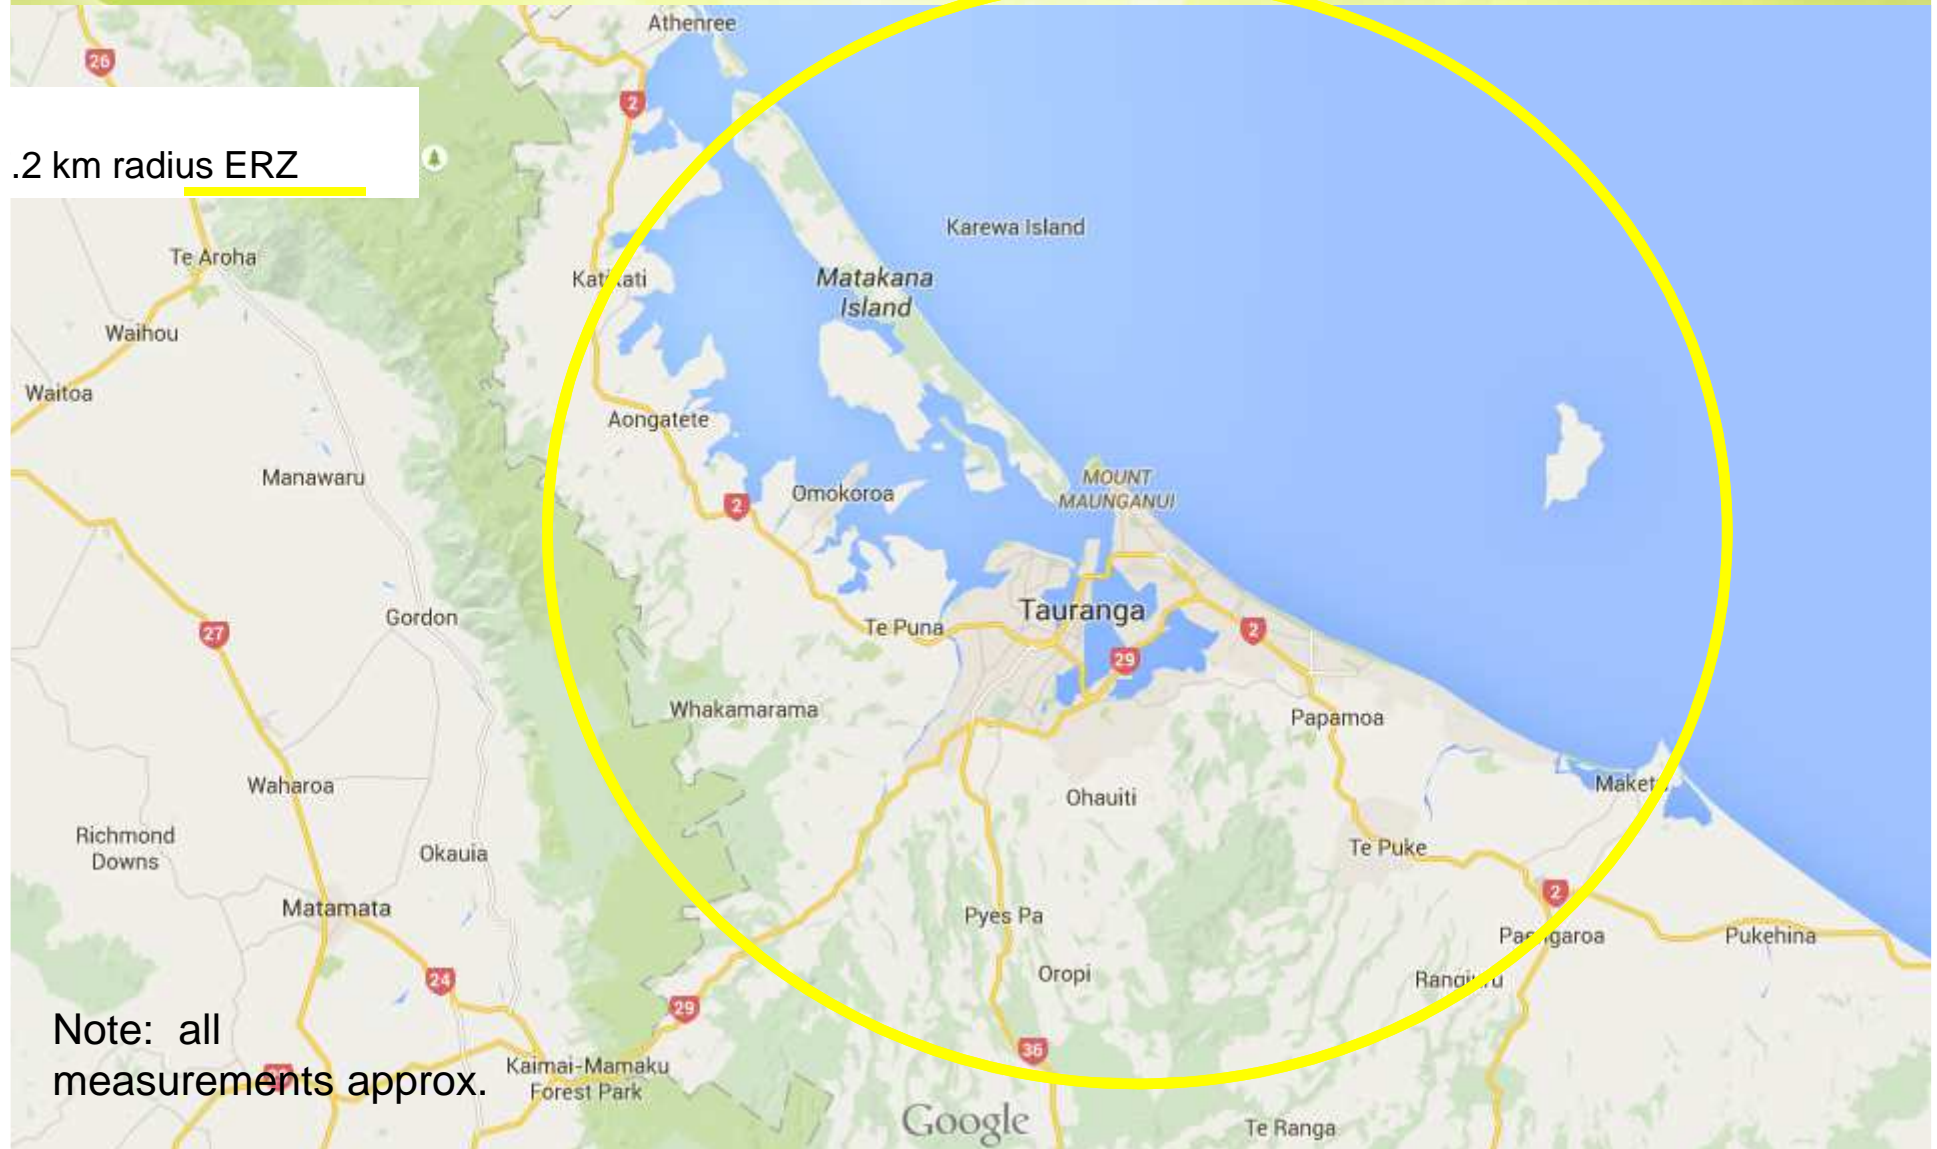 Athenree
26
2
.2 km radius ERZ
Karewa Island
Te Aroha
Matakana
Island
Waihou
Waitoa
Aongatete
Manawaru
MOUNT
MAUNGANUI
Omokoroa
2
Tauranga
Gordon
Te Puna
27
2
29
Whakamarama
Papamoa
Waharoa
Ohauiti
Richmond
Downs
Okauia
Te Puke
2
Matamata
Pyes Pa
Pukehina
Oropi
24
29
Note: all
measurements approx.
36
Kaimai-Mamaku
Forest Park
Google
Te Ranga